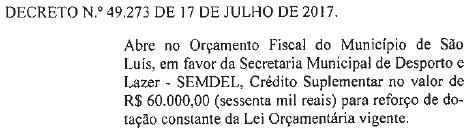 DECRETO N.º 49.273 DE 17 DE JULHO DE 2017.
Abre no Orçamento Fiscal do Município de São
Luís, em favor da Secretaria Municipal de Desporto e
Lazer - SEMDEL, Crédito Suplementar no valor de
R$ 60.000,00 (sessenta mil reais) para reforço de do-
tação constante da Lei Orçamentária vigente.